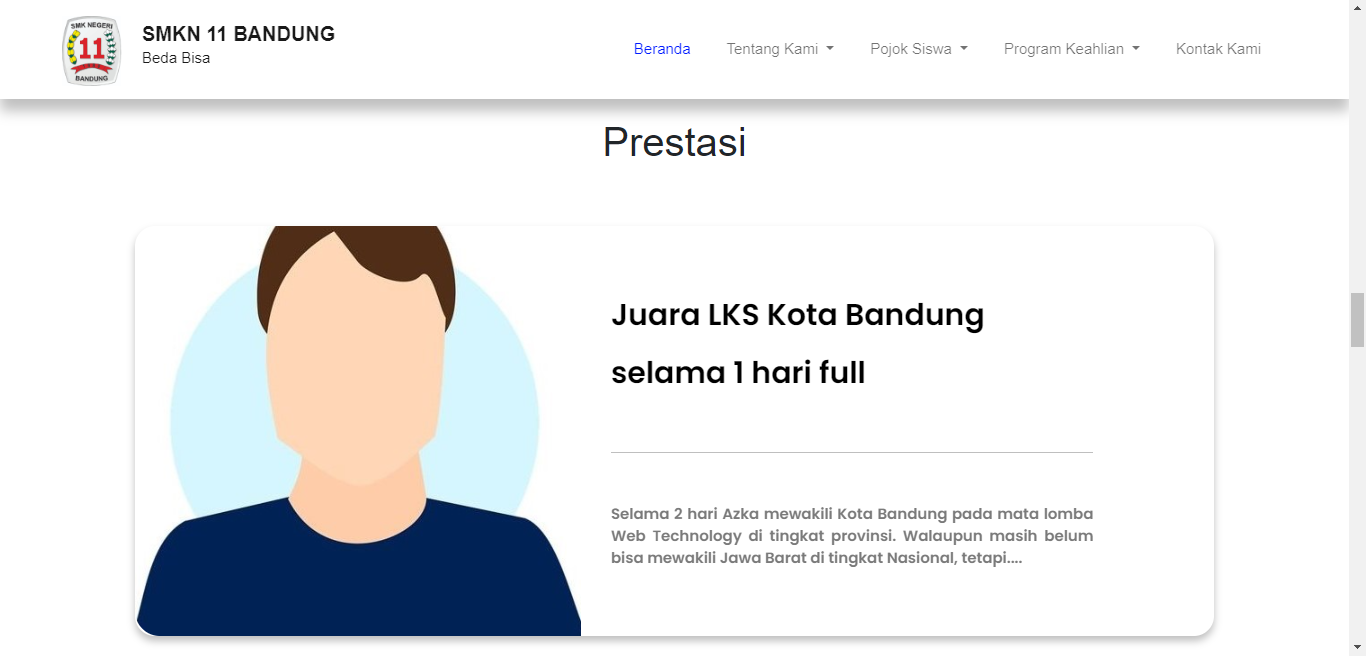 SMK NEGERI
11
BANDUNG
SMKN 11 BANDUNG
Beda Bisa
Beranda
Tentang Kami
Pojok Siswa
Program Keahlian
Kontak Kami
Prestasi
Juara LKS Kota Bandung
selama 1 hari full
Selama 2 hari Azka mewakili Kota Bandung pada mata lomba
Web Technology di tingkat provinsi. Walaupun masih belum
bisa mewakili Jawa Barat di tingkat Nasional, tetapi....